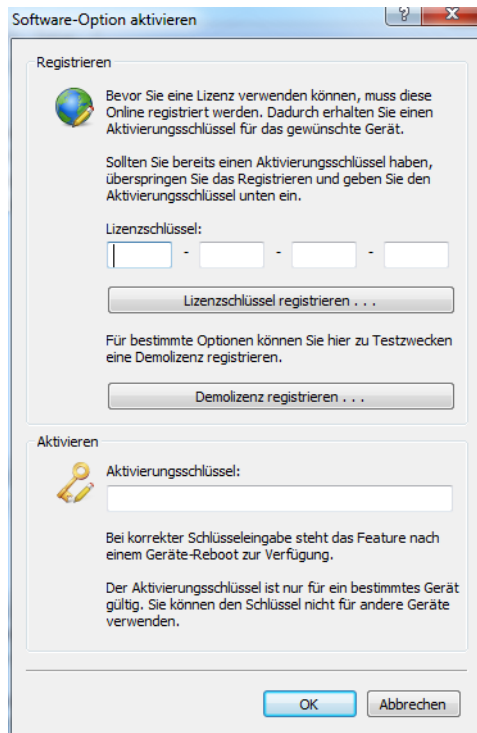 Software-Option aktivieren
Registrieren
Bevor Sie eine Lizenz verwenden können, muss diese
Online registriert werden. Dadurch erhalten Sie einen
Aktivierungsschlüssel für das gewünschte Gerät.
Sollten Sie bereits einen Aktivierungsschlüssel haben,
überspringen Sie das Registrieren und geben Sie den
Aktivierungsschlüssel unten ein.
Lizenzschlüssel:
- - -
Lizenzschlüssel registrieren . . .
Für bestimmte Optionen können Sie hier zu Testzwecken
eine Demolizenz registrieren.
Demolizenz registrieren . . .
Aktivieren
Aktivierungsschlüssel:
Bei korrekter Schlüsseleingabe steht das Feature nach
einem Geräte-Reboot zur Verfügung.
Der Aktivierungsschlüssel ist nur für ein bestimmtes Gerät
gültig. Sie können den Schlüssel nicht für andere Geräte
verwenden.
OK Abbrechen